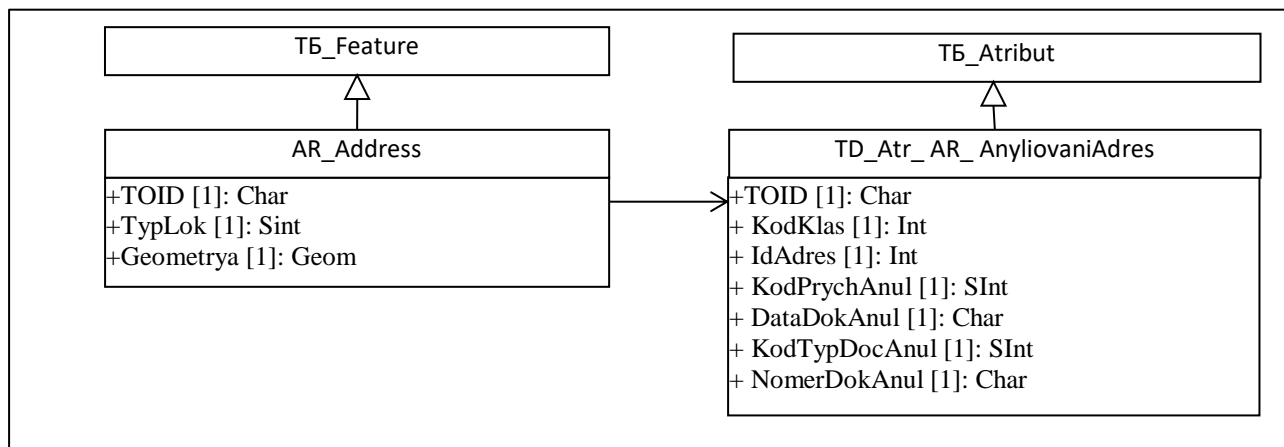 ТБ_Feature
ТБ_Atribut
AR_Address
+TOID [1]: Char
+TypLok [1]: Sint
+Geometrya [1]: Geom
TD_Atr_ AR_ AnyliovaniAdres
+TOID [1]: Char
+ KodKlas [1]: Int
+ IdAdres [1]: Int
+ KodPrychAnul [1]: SInt
+ DataDokAnul [1]: Char
+ KodTypDocAnul [1]: SInt
+ NomerDokAnul [1]: Char